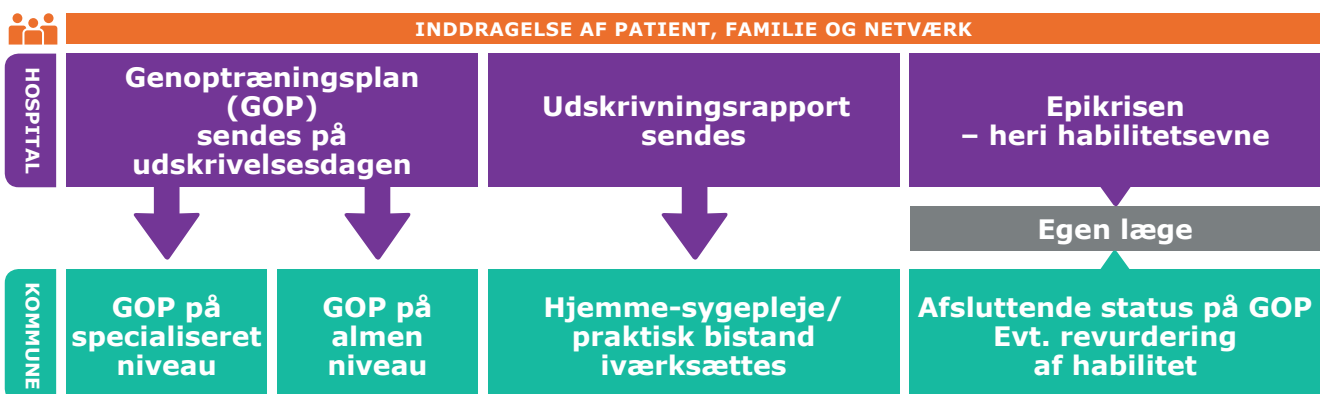 INDDRAGELSE AF PATIENT, FAMILIE OG NETVÆRK
HOSPITAL
Genoptræningsplan
(GOP)
sendes på
udskrivelsesdagen
Udskrivningsrapport
sendes
Epikrisen
– heri habilitetsevne
Egen læge
KOMMUNE
GOP på
specialiseret
niveau
GOP på
almen
niveau
Hjemme-sygepleje/
praktisk bistand
iværksættes
Afsluttende status på GOP
Evt. revurdering
af habilitet